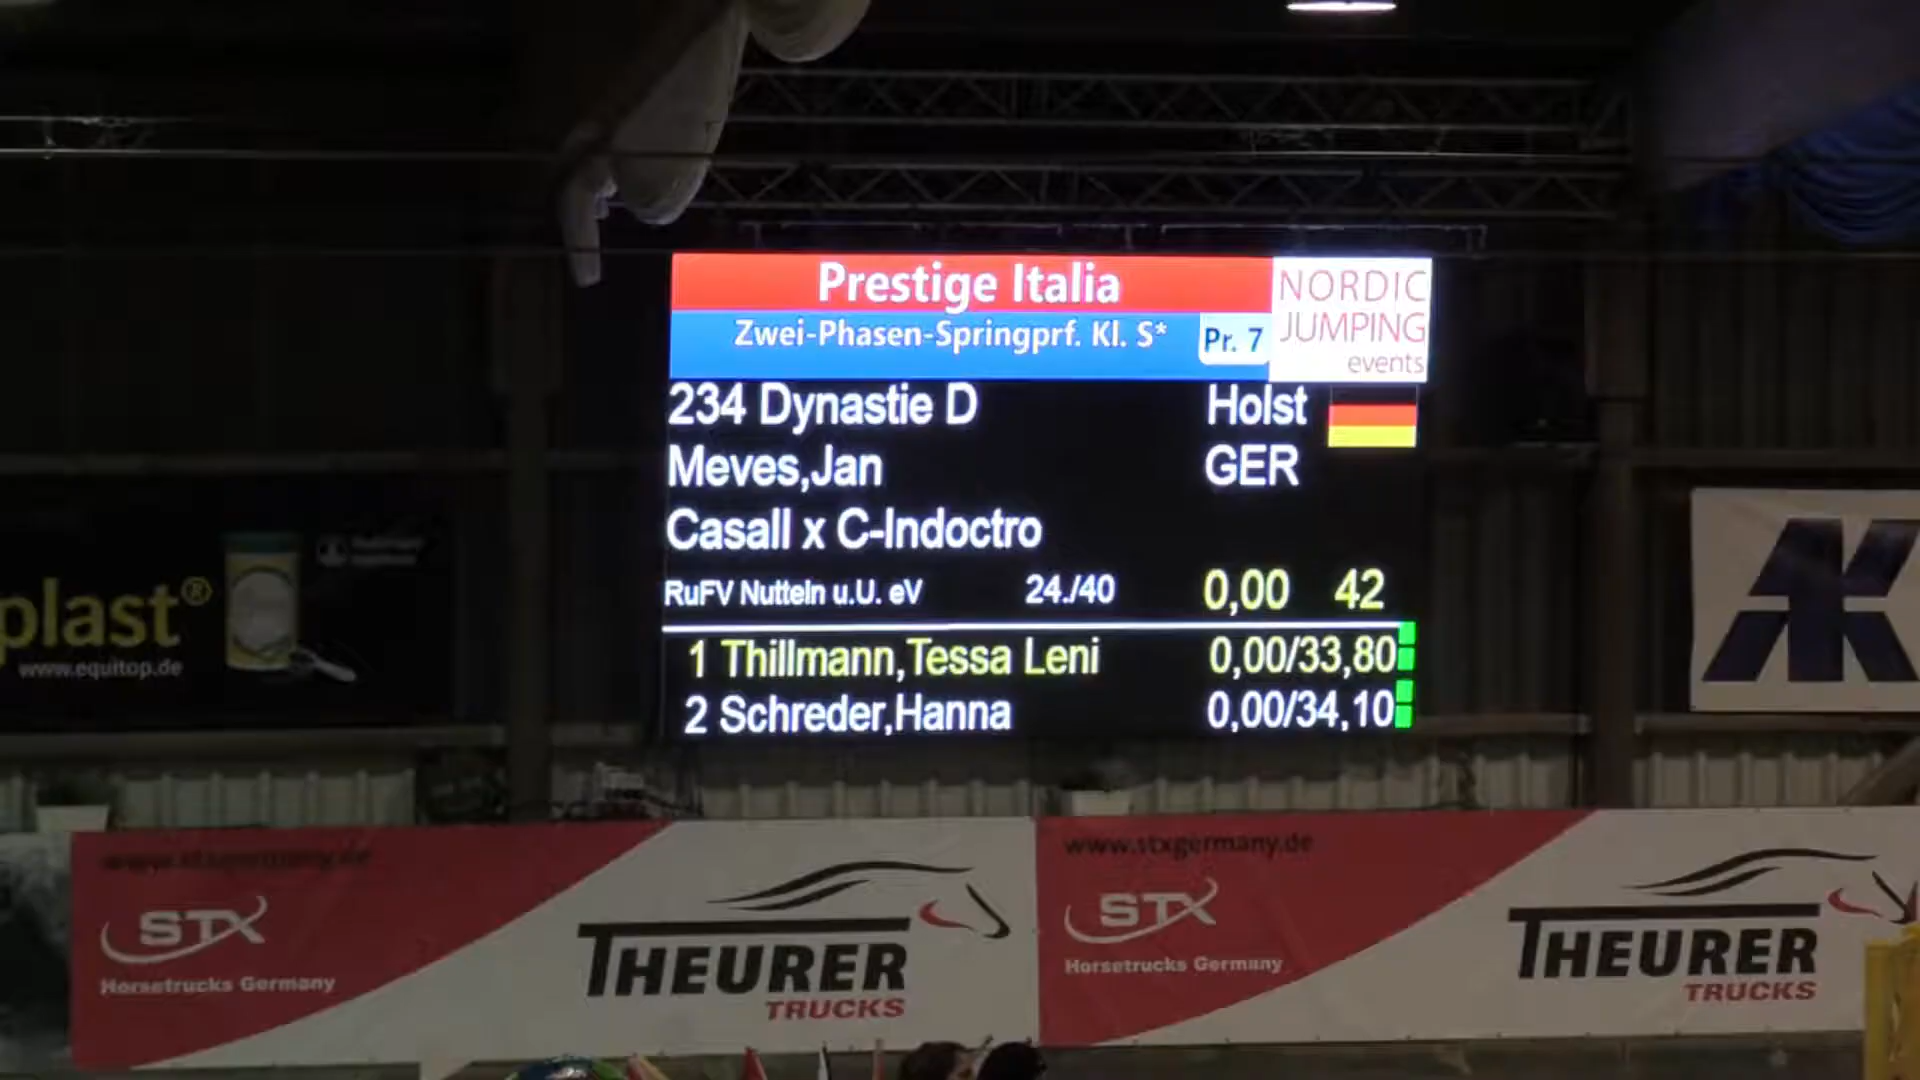 Prestige Italia
Zwei-Phasen-Springprf. Kl. S*
Pr. 7
NORDIC
JUMPING
events
234 Dynastie D Holst
Meves,Jan GER
Casall x C-Indoctro
RuFV Nutteln u.U. eV 24./40 0,00 42
1 Thillmann,Tessa Leni 0,00/33,80
2 Schreder,Hanna 0,00/34,10
plast®
www.equitop.de
AK
www.stxgermany.de
STX
Horsetrucks Germany
THEURER
TRUCKS
www.stxgermany.de
STX
Horsetrucks Germany
THEURER
TRUCKS